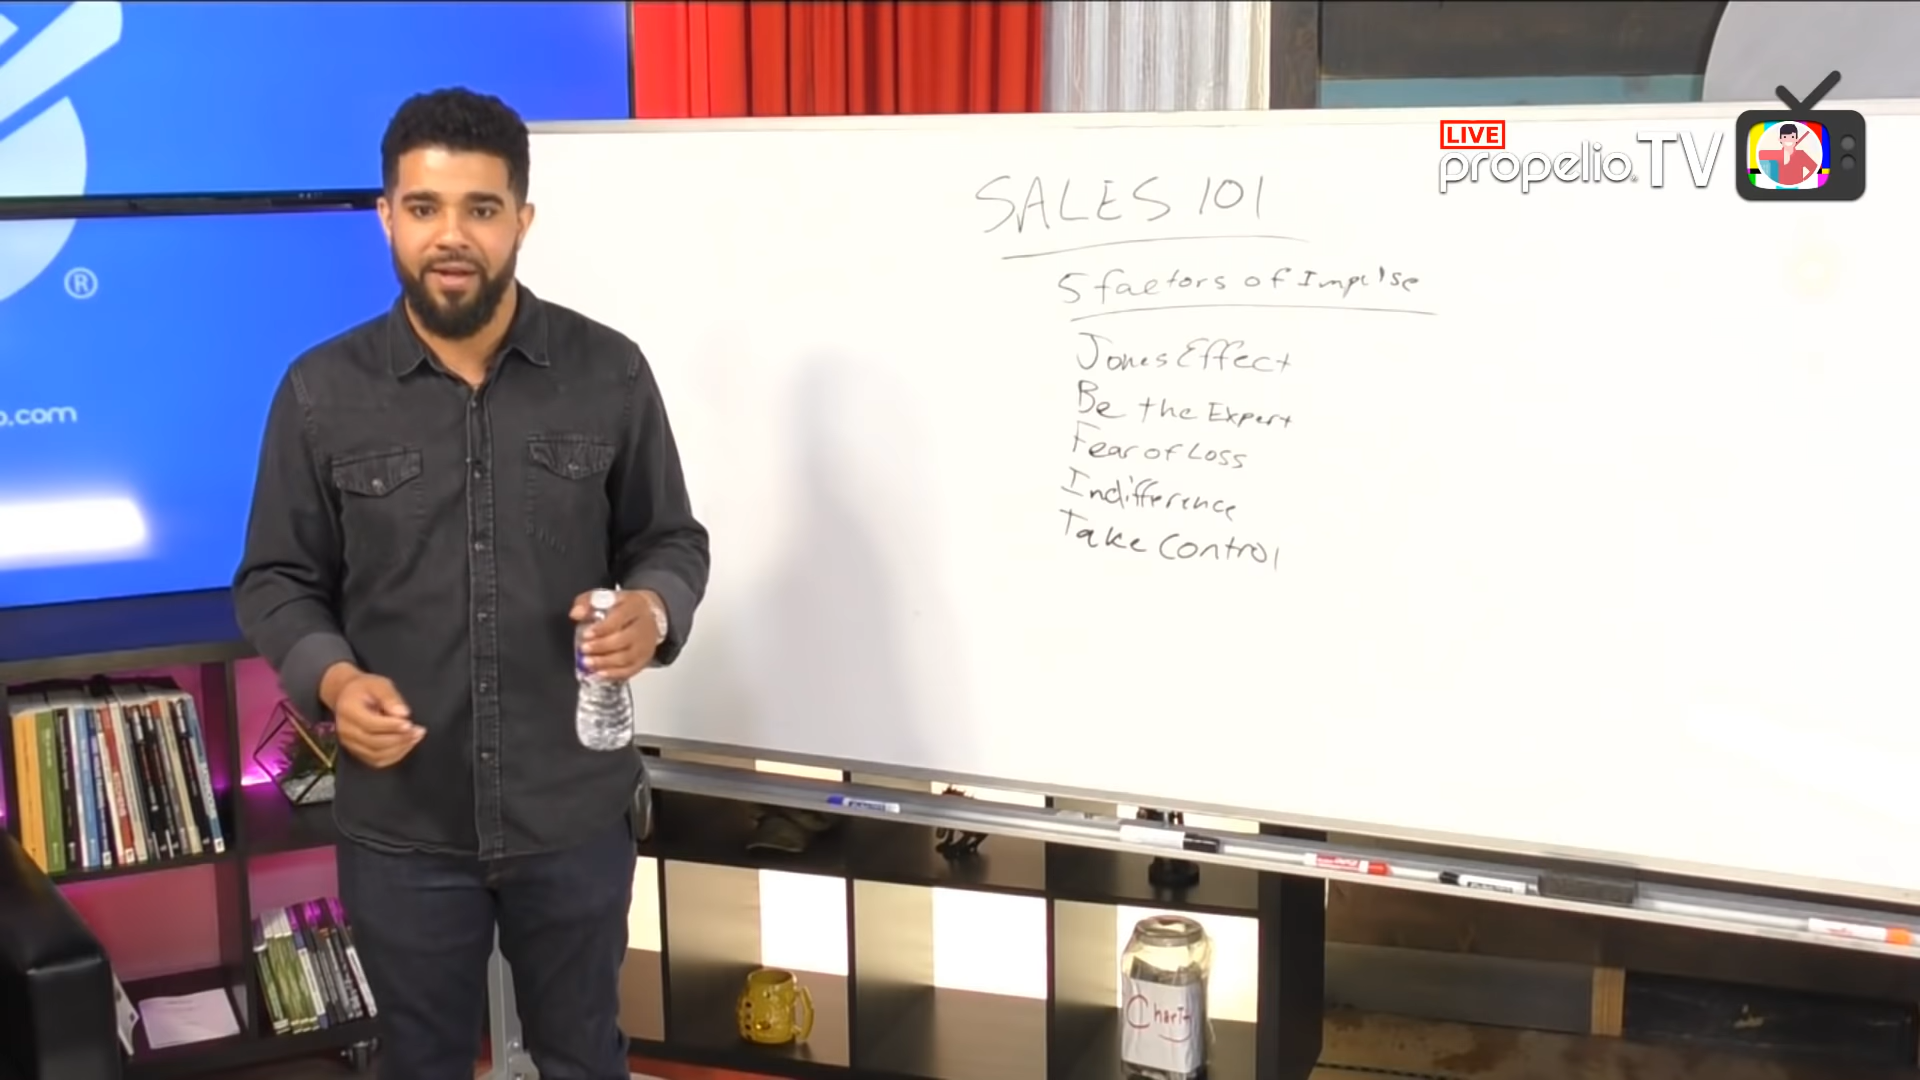 LIVE
propelio.TV
®
o.com
SALES 101
5 factors of Impulse
Jones Effect
Be the Expert
Fear of Loss
Indifference
Take Control
Charity